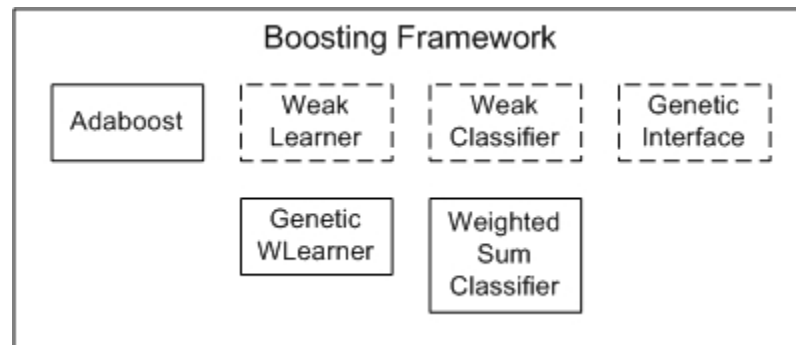 Boosting Framework
Adaboost
Weak
Learner
Weak
Classifier
Genetic
Interface
Genetic
WLearner
Weighted
Sum
Classifier